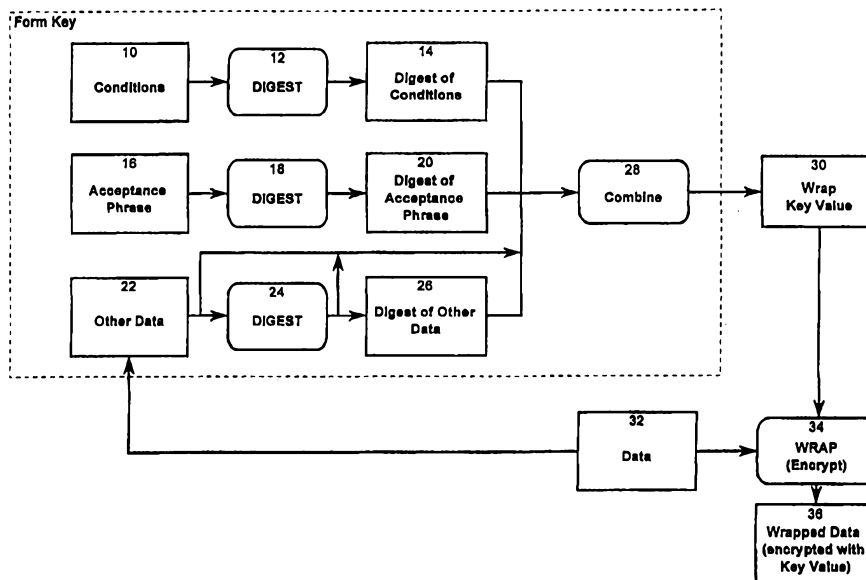 Form Key
10
Conditions
12
DIGEST
14
Digest of
Conditions
16
Acceptance
Phrase
18
DIGEST
20
Digest of
Acceptance
Phrase
28
Combine
30
Wrap
Key Value
22
Other Data
24
DIGEST
26
Digest of Other
Data
32
Data
34
WRAP
(Encrypt)
36
Wrapped Data
(encrypted with
Key Value)